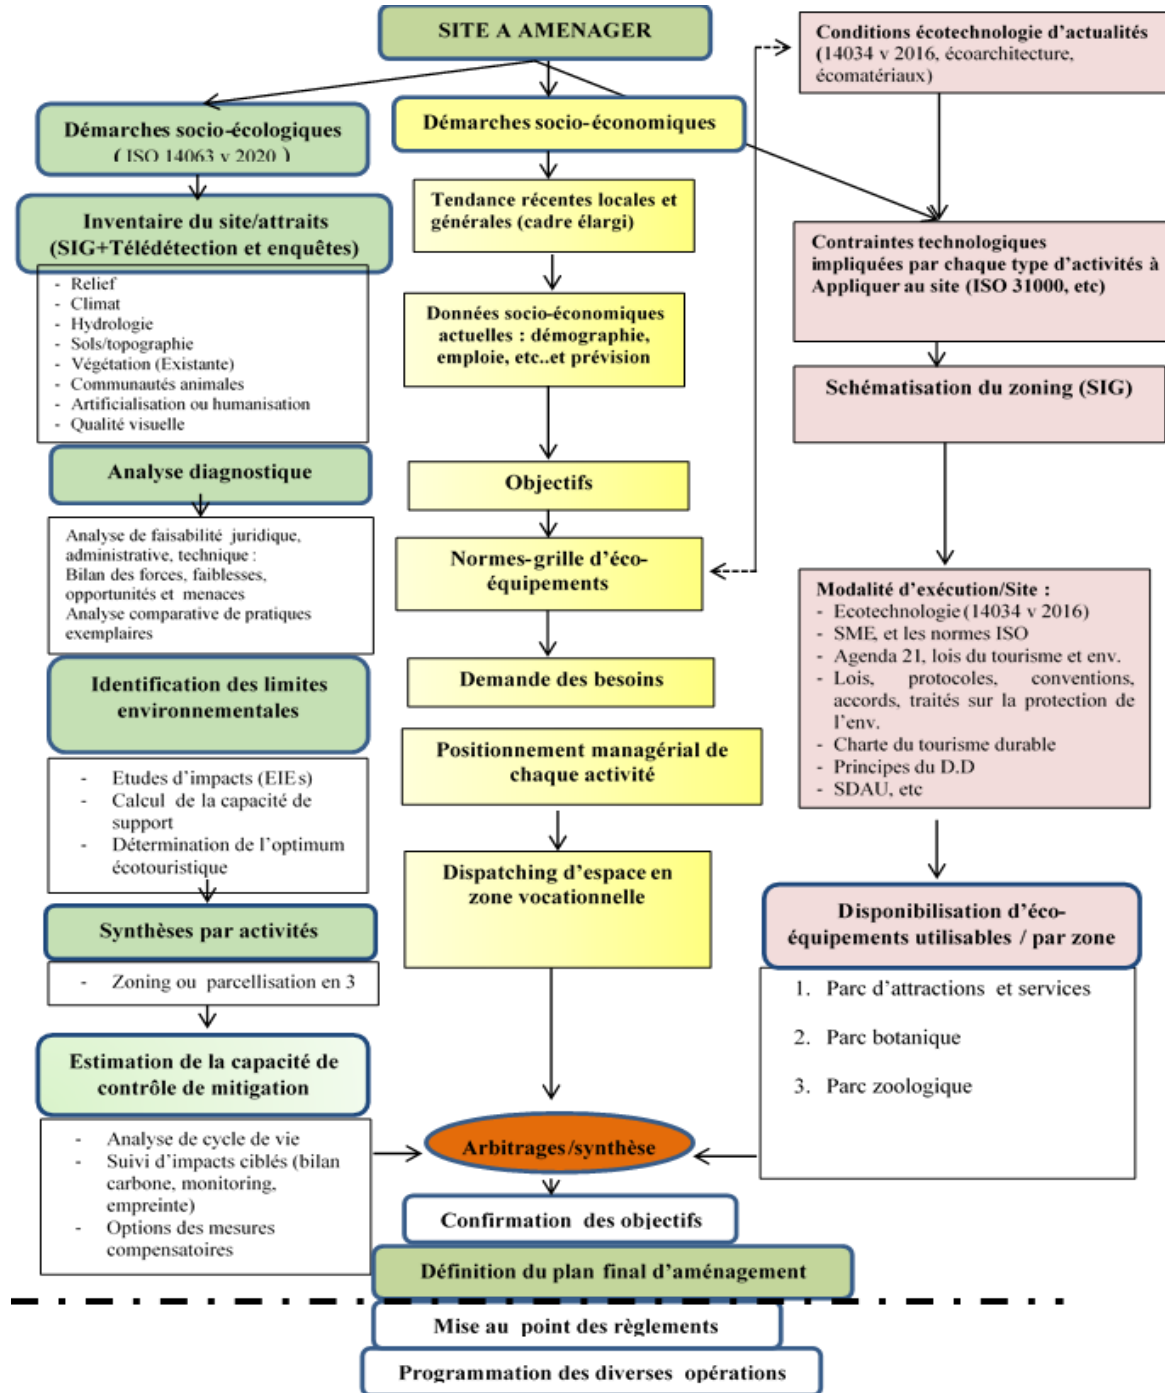 SITE A AMENAGER
Conditions écotechnologie d'actualités
(14034 v 2016, écoarchitecture,
écomatériaux)
Démarches socio-écologiques
( ISO 14063 v 2020 )
Démarches socio-économiques
Inventaire du site/attraits
(SIG+Télédétection et enquêtes)
- Relief
- Climat
- Hydrologie
- Sols/topographie
- Végétation (Existante)
- Communautés animales
- Artificialisation ou humanisation
- Qualité visuelle
Analyse diagnostique
Analyse de faisabilité juridique,
administrative, technique :
Bilan des forces, faiblesses,
opportunités et menaces
Analyse comparative de pratiques
exemplaires
Identification des limites
environnementales
- Etudes d'impacts (EIEs)
- Calcul de la capacité de
support
- Détermination de l'optimum
écotouristique
Synthèses par activités
- Zoning ou parcellisation en 3
Estimation de la capacité de
contrôle de mitigation
- Analyse de cycle de vie
- Suivi d'impacts ciblés (bilan
carbone, monitoring,
empreinte)
- Options des mesures
compensatoires
Tendance récentes locales et
générales (cadre élargi)
Données socio-économiques
actuelles : démographie,
emploie, etc..et prévision
Objectifs
Normes-grille d'éco-
équipements
Demande des besoins
Positionnement managérial de
chaque activité
Dispatching d'espace en
zone vocationnelle
Contraintes technologiques
impliquées par chaque type d'activités à
Appliquer au site (ISO 31000, etc)
Schématisation du zoning (SIG)
Modalité d'exécution/Site :
- Ecotechnologie (14034 v 2016)
- SME, et les normes ISO
- Agenda 21, lois du tourisme et env.
- Lois, protocoles, conventions,
accords, traités sur la protection de
l'env.
- Charte du tourisme durable
- Principes du D.D
- SDAU, etc
Disponibilisation d'éco-
équipements utilisables / par zone
1. Parc d'attractions et services
2. Parc botanique
3. Parc zoologique
Arbitrages/synthèse
Confirmation des objectifs
Définition du plan final d'aménagement
Mise au point des règlements
Programmation des diverses opérations